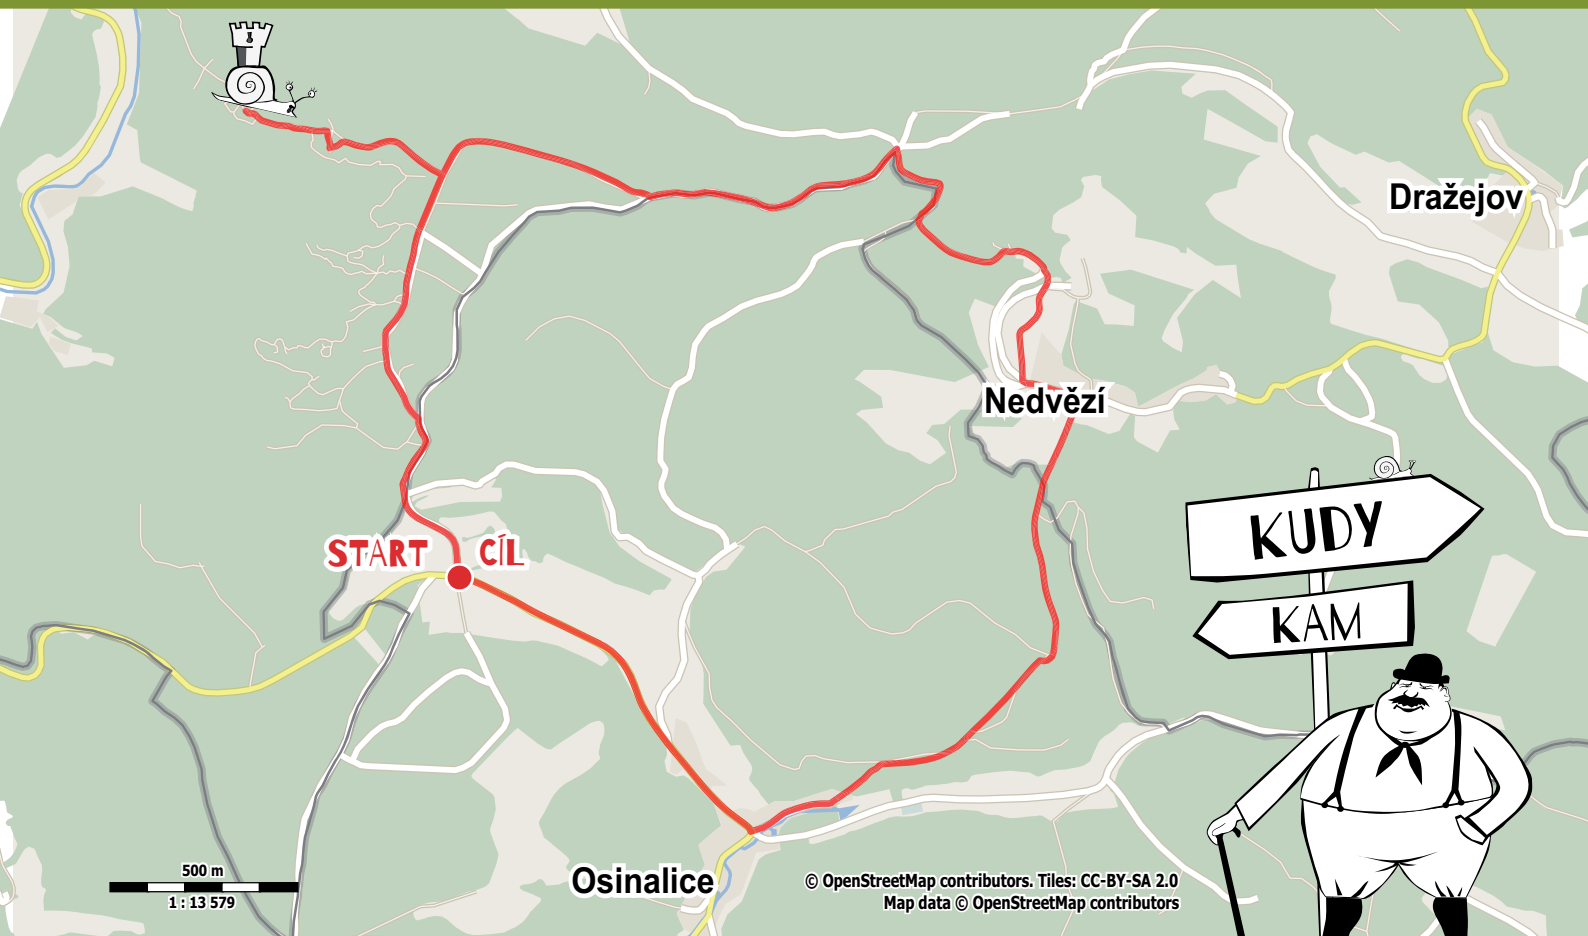 Dražejov
Nedvězí
START CÍL
KUDY
KAM
Osinalice
500 m
1 : 13 579
© OpenStreetMap contributors. Tiles: CC-BY-SA 2.0
Map data © OpenStreetMap contributors